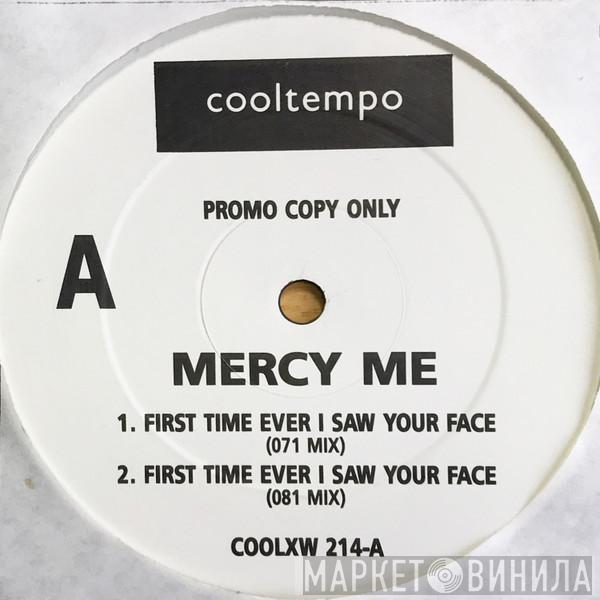 cooltempo
PROMO COPY ONLY
A
MERCY ME
1. FIRST TIME EVER I SAW YOUR FACE
(071 MIX)
2. FIRST TIME EVER I SAW YOUR FACE
(081 MIX)
COOLXW 214-A
МАРКЕТ ВИНИЛА